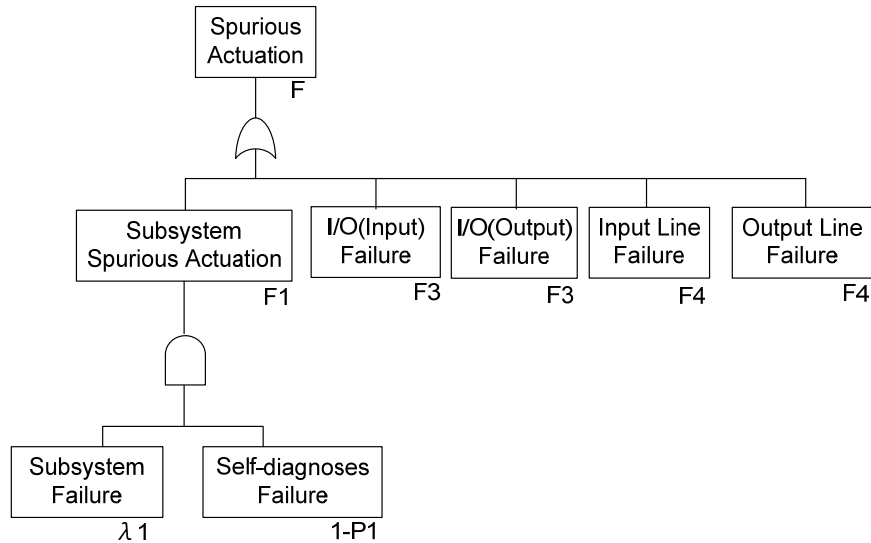 Spurious
Actuation
F
Subsystem
Spurious Actuation
F1
I/O(Input)
Failure
F3
I/O(Output)
Failure
F3
Input Line
Failure
F4
Output Line
Failure
F4
Subsystem
Failure
λ1
Self-diagnoses
Failure
1-P1